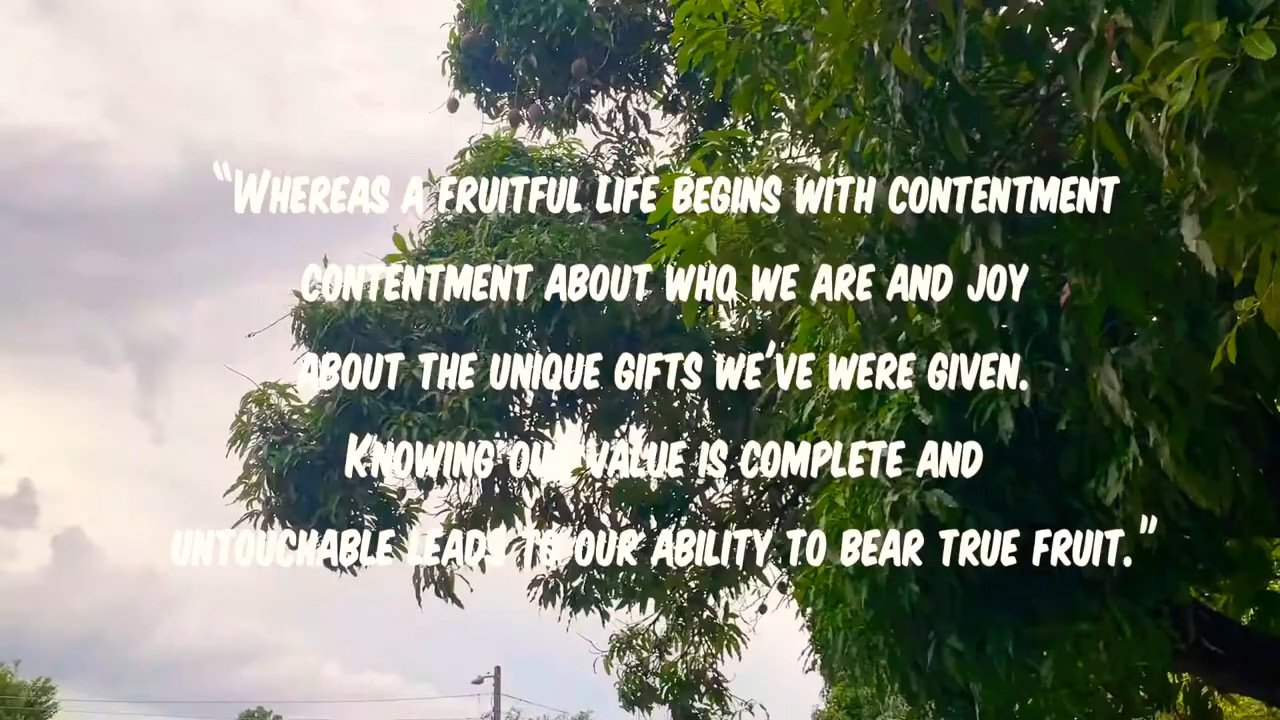 “Whereas a fruitful life begins with contentment
contentment about who we are and joy
about the unique gifts we've were given.
Knowing our value is complete and
untouchable leads to our ability to bear true fruit.”